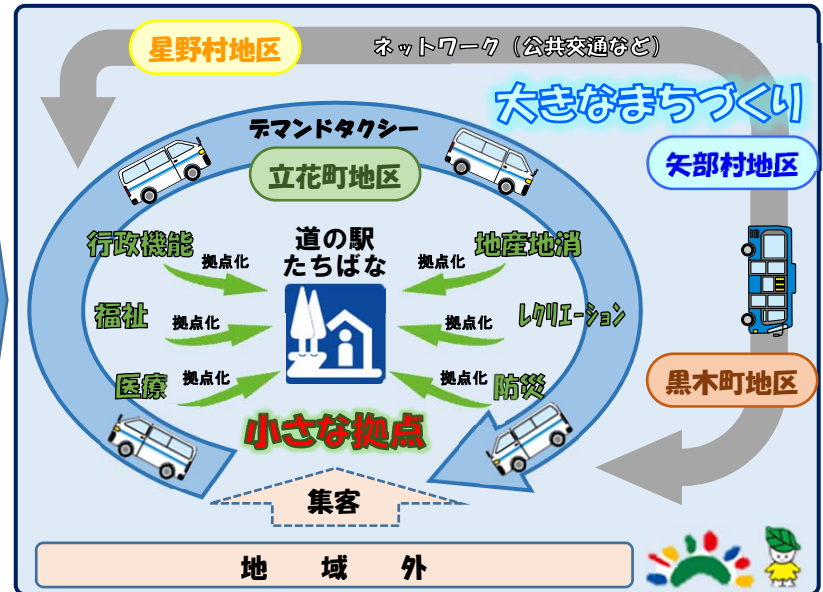 星野村地区
ネットワーク（公共交通など）
大きなまちづくり
デマンドタクシー
立花町地区
矢部村地区
行政機能
拠点化
道の駅
たちばな
拠点化
地産地消
福祉
拠点化
拠点化
レクリエーション
医療
拠点化
拠点化
防災
黒木町地区
小さな拠点
集客
地域外